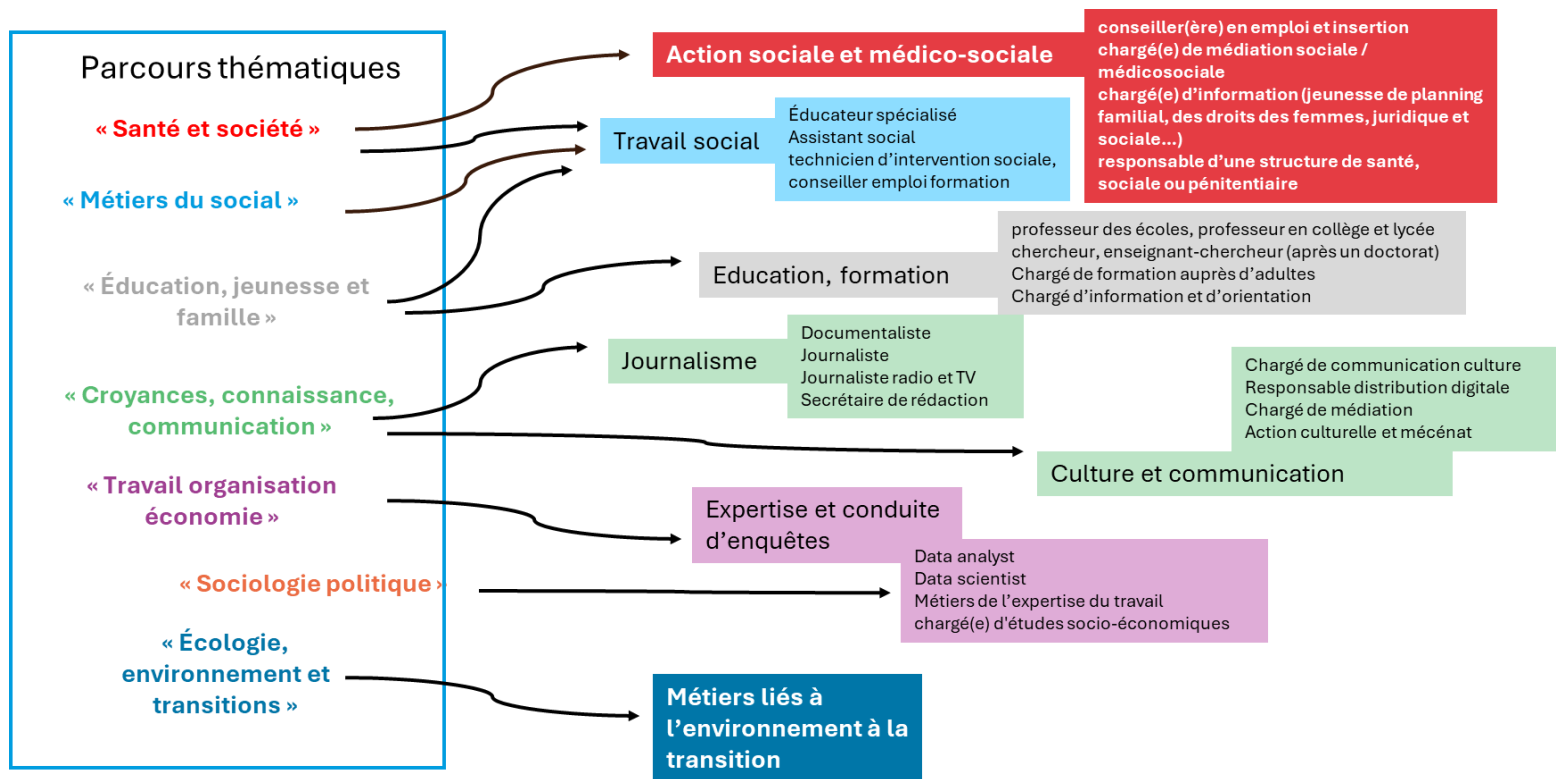 Parcours thématiques
« Santé et société »
« Métiers du social »
« Éducation, jeunesse et
famille »
« Croyances, connaissance,
communication »
« Travail organisation
économie »
« Sociologie politique »
« Écologie,
environnement et
transitions »
Action sociale et médico-sociale
conseiller(ère) en emploi et insertion
chargé(e) de médiation sociale /
médicosociale
chargé(e) d’information (jeunesse de planning
familial, des droits des femmes, juridique et
sociale…)
responsable d’une structure de santé,
sociale ou pénitentiaire
Travail social
Éducateur spécialisé
Assistant social
technicien d’intervention sociale,
conseiller emploi formation
Education, formation
professeur des écoles, professeur en collège et lycée
chercheur, enseignant-chercheur (après un doctorat)
Chargé de formation auprès d’adultes
Chargé d’information et d’orientation
Journalisme
Documentaliste
Journaliste
Journaliste radio et TV
Secrétaire de rédaction
Chargé de communication culture
Responsable distribution digitale
Chargé de médiation
Action culturelle et mécénat
Culture et communication
Expertise et conduite
d’enquêtes
Data analyst
Data scientist
Métiers de l’expertise du travail
chargé(e) d'études socio-économiques
Métiers liés à
l’environnement à la
transition